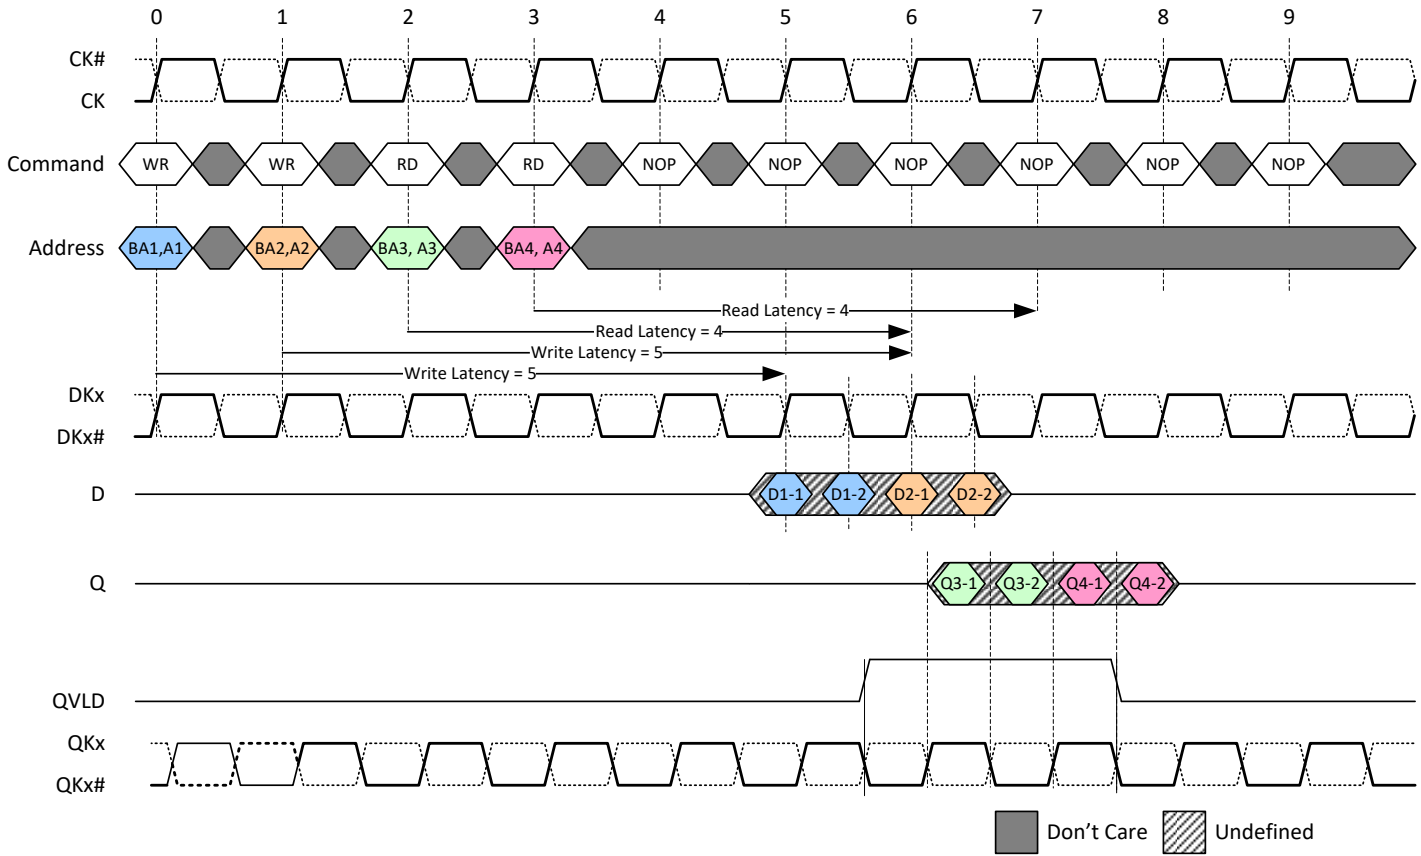 0 1 2 3 4 5 6 7 8 9
CK#
CK
Command WR WR RD RD NOP NOP NOP NOP NOP NOP
Address BA1,A1 BA2,A2 BA3, A3 BA4, A4
Read Latency = 4
Read Latency = 4
Write Latency = 5
Write Latency = 5
DKx
DKx#
D D1-1 D1-2 D2-1 D2-2
Q Q3-1 Q3-2 Q4-1 Q4-2
QVLD
QKx
QKx#
Don't Care Undefined